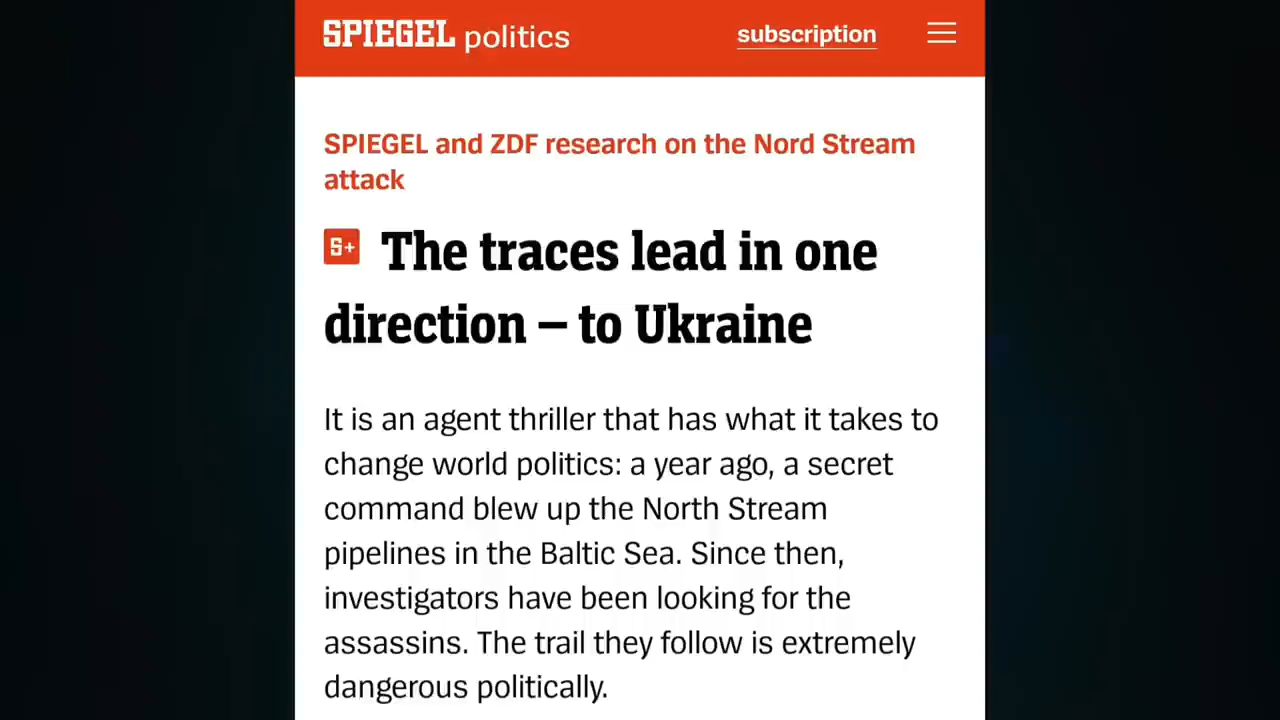 SPIEGEL politics
subscription
SPIEGEL and ZDF research on the Nord Stream
attack
S+ The traces lead in one
direction – to Ukraine
It is an agent thriller that has what it takes to
change world politics: a year ago, a secret
command blew up the North Stream
pipelines in the Baltic Sea. Since then,
investigators have been looking for the
assassins. The trail they follow is extremely
dangerous politically.